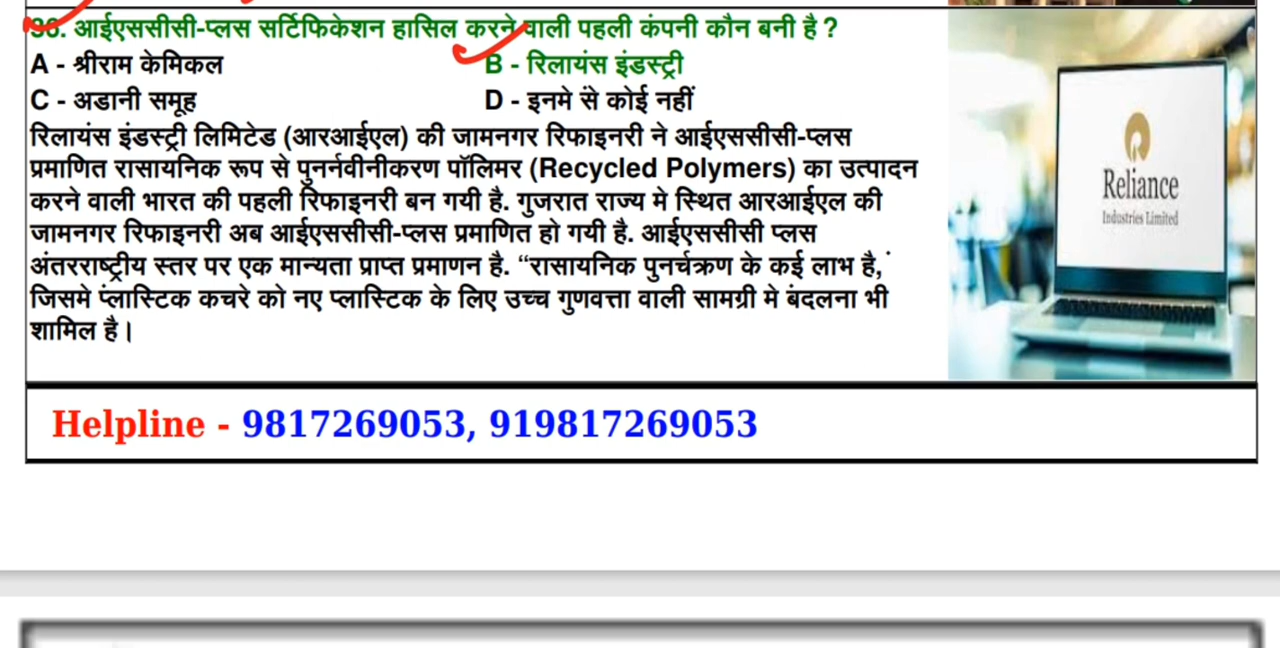 36. आईएससीसी-प्लस सर्टिफिकेशन हासिल करने वाली पहली कंपनी कौन बनी है ?
A - श्रीराम केमिकल B - रिलायंस इंडस्ट्री
C - अडानी समूह D - इनमे से कोई नहीं
रिलायंस इंडस्ट्री लिमिटेड (आरआईएल) की जामनगर रिफाइनरी ने आईएससीसी-प्लस
प्रमाणित रासायनिक रूप से पुनर्नवीनीकरण पॉलिमर (Recycled Polymers) का उत्पादन
करने वाली भारत की पहली रिफाइनरी बन गयी है. गुजरात राज्य मे स्थित आरआईएल की
जामनगर रिफाइनरी अब आईएससीसी-प्लस प्रमाणित हो गयी है. आईएससीसी प्लस
अंतरराष्ट्रीय स्तर पर एक मान्यता प्राप्त प्रमाणन है. “रासायनिक पुनर्चक्रण के कई लाभ है,
जिसमे प्लास्टिक कचरे को नए प्लास्टिक के लिए उच्च गुणवत्ता वाली सामग्री मे बंदलना भी
शामिल है।
Reliance
Industries Limited
Helpline - 9817269053, 919817269053